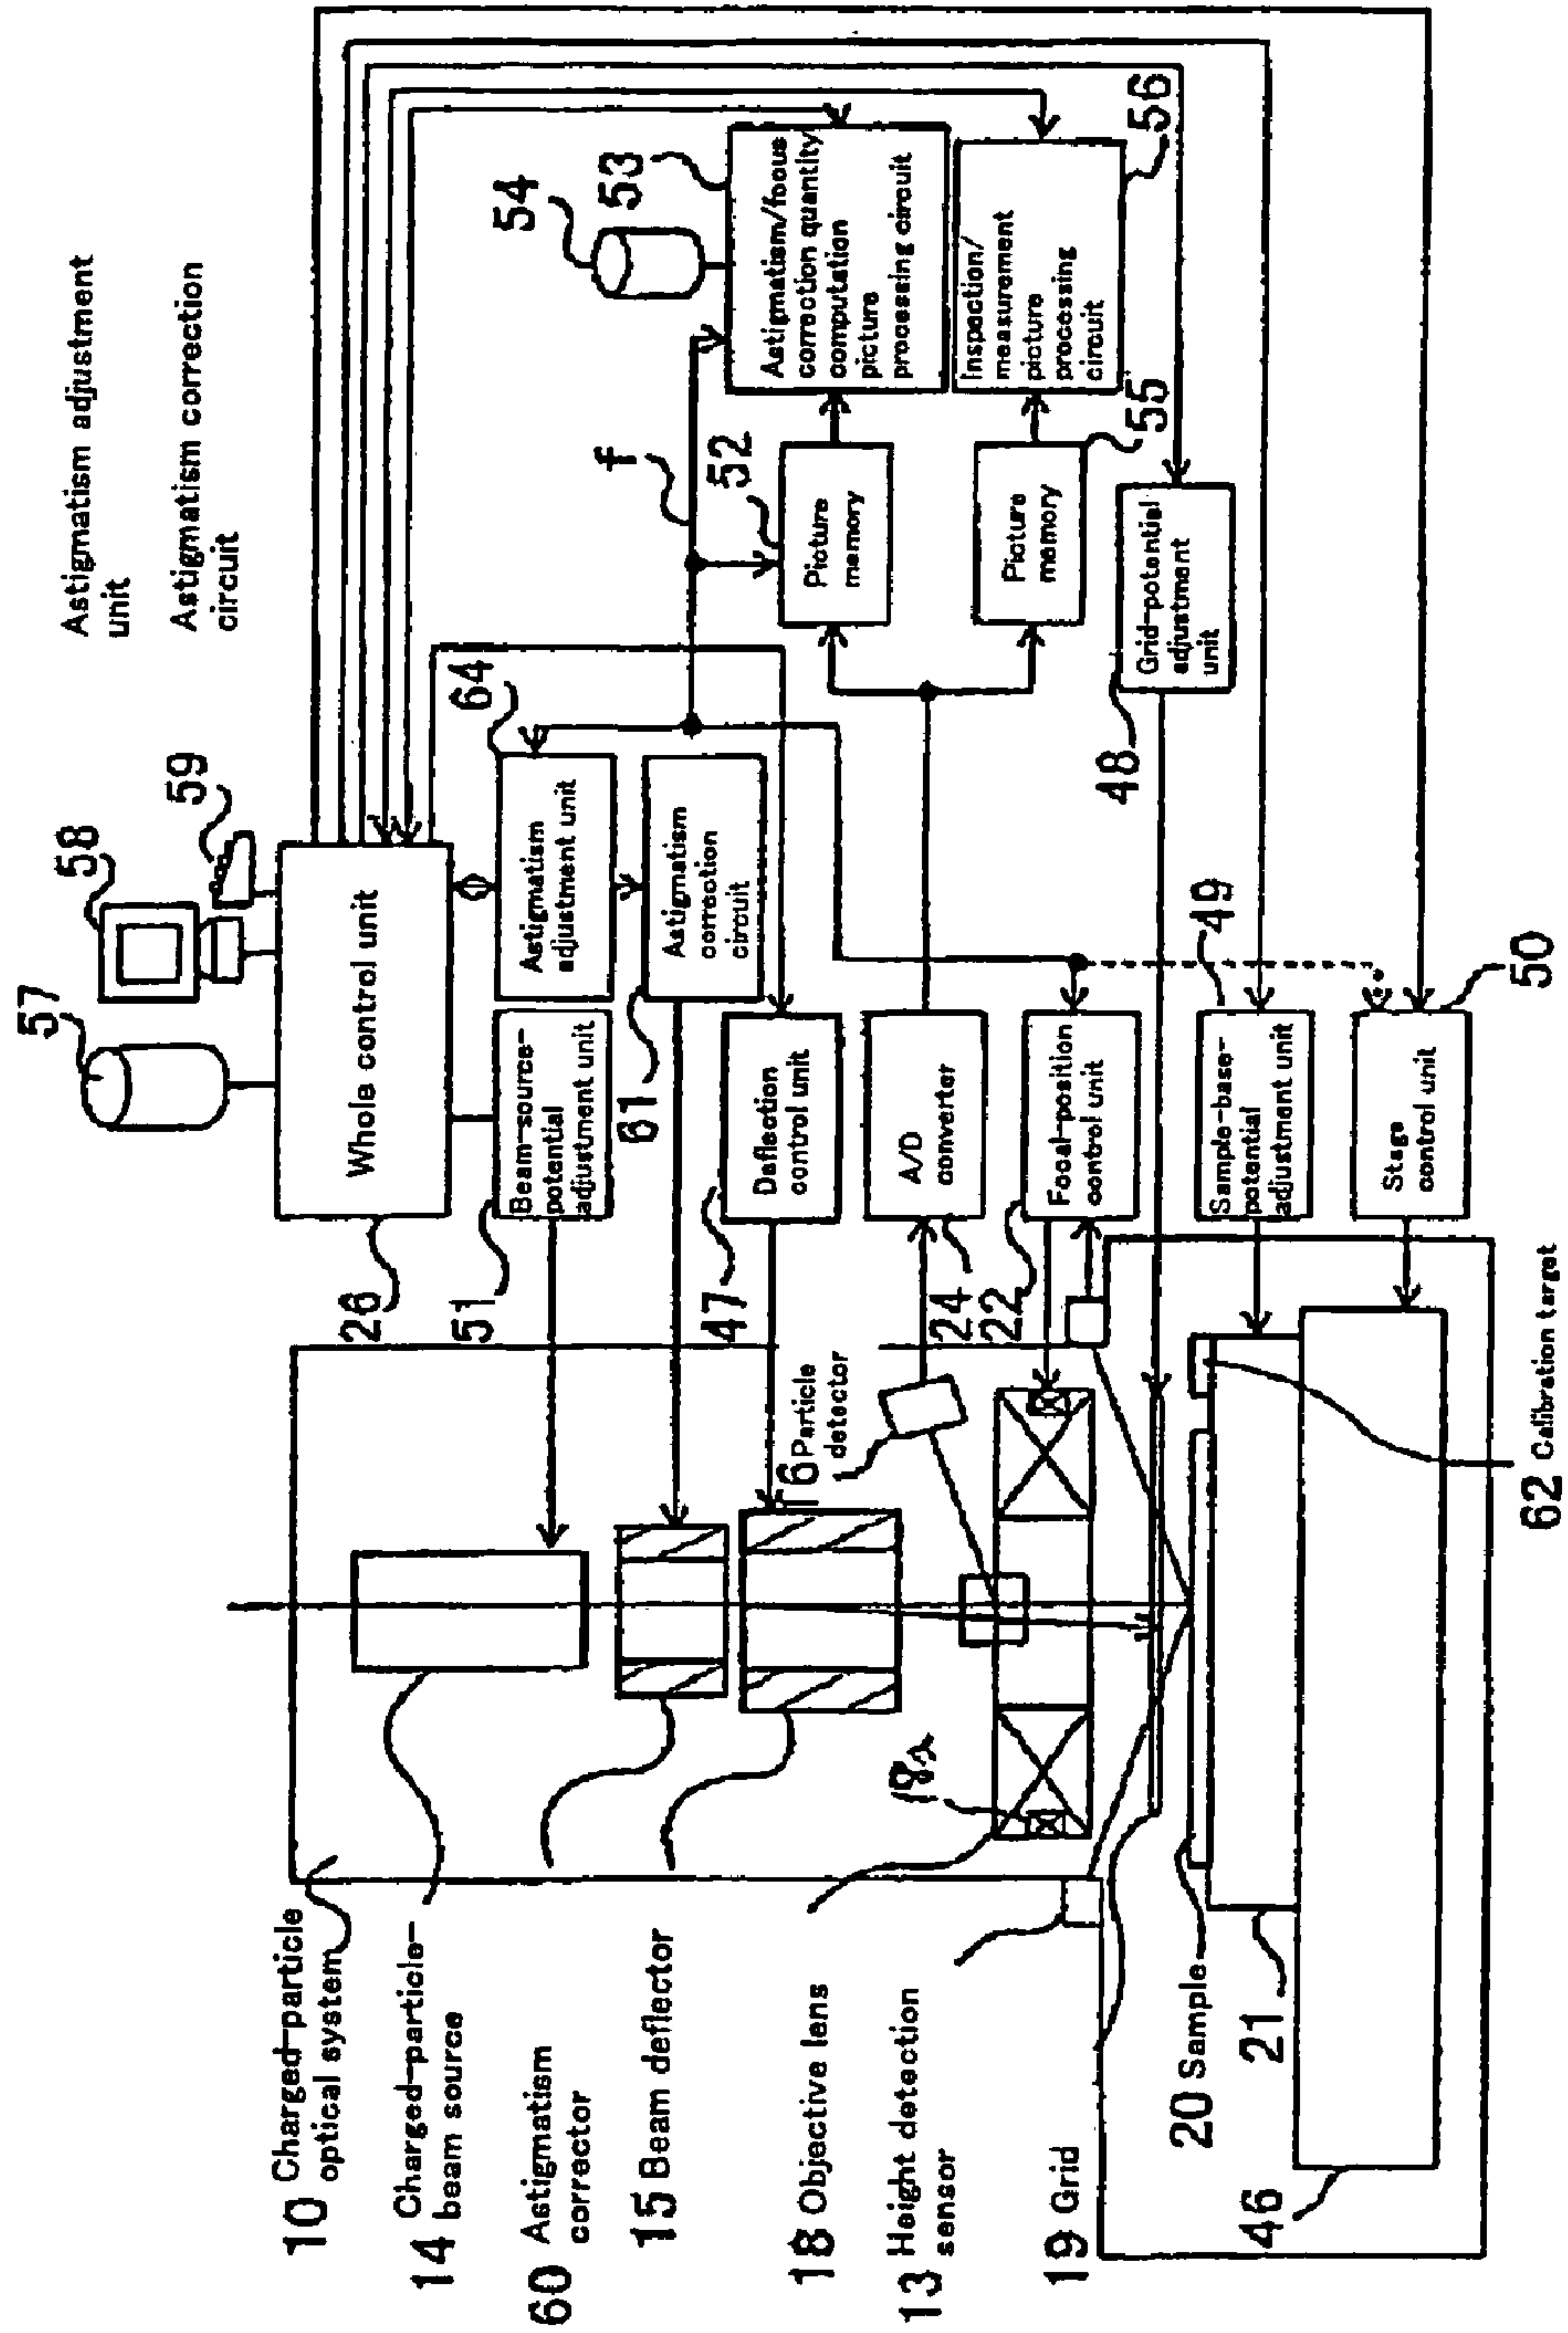 57
58
59
Astigmatism adjustment
unit
Astigmatism correction
circuit
Whole control unit
26
64
Astigmatism
adjustment unit
51
Beam-source-
potential
adjustment unit
61
Astigmatism
correction
circuit
47
Deflection
control unit
A/D
converter
24
22
Focal-position
control unit
f
54
53
Astigmatism/focus
correction quantity
computation
picture
processing circuit
52
Picture
memory
Inspection/
measurement
picture
processing
circuit
56
55
Picture
memory
48
Grid-potential
adjustment
unit
49
Sample-base-
potential
adjustment unit
50
Stage
control unit
10 Charged-particle
optical system
14 Charged-particle-
beam source
60 Astigmatism
corrector
15 Beam deflector
16 Particle
detector
18 Objective lens
18a
13 Height detection
sensor
19 Grid
20 Sample
21
46
62 Calibration target